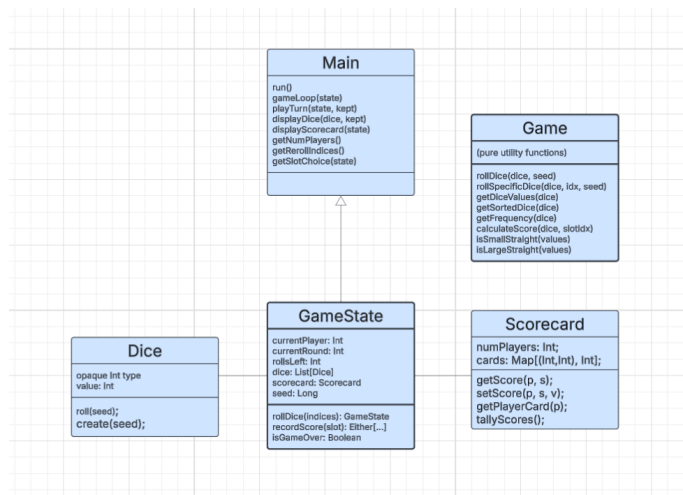 Main
run()
gameLoop(state)
playTurn(state, kept)
displayDice(dice, kept)
displayScorecard(state)
getNumPlayers()
getRerollIndices()
getSlotChoice(state)
Game
(pure utility functions)
rollDice(dice, seed)
rollSpecificDice(dice, idx, seed)
getDiceValues(dice)
getSortedDice(dice)
getFrequency(dice)
calculateScore(dice, slotIdx)
isSmallStraight(values)
isLargeStraight(values)
Dice
opaque Int type
value: Int
roll(seed);
create(seed);
GameState
currentPlayer: Int
currentRound: Int
rollsLeft: Int
dice: List[Dice]
scorecard: Scorecard
seed: Long
rollDice(indices): GameState
recordScore(slot): Either[...]
isGameOver: Boolean
Scorecard
numPlayers: Int;
cards: Map[(Int,Int), Int];
getScore(p, s);
setScore(p, s, v);
getPlayerCard(p);
tallyScores();